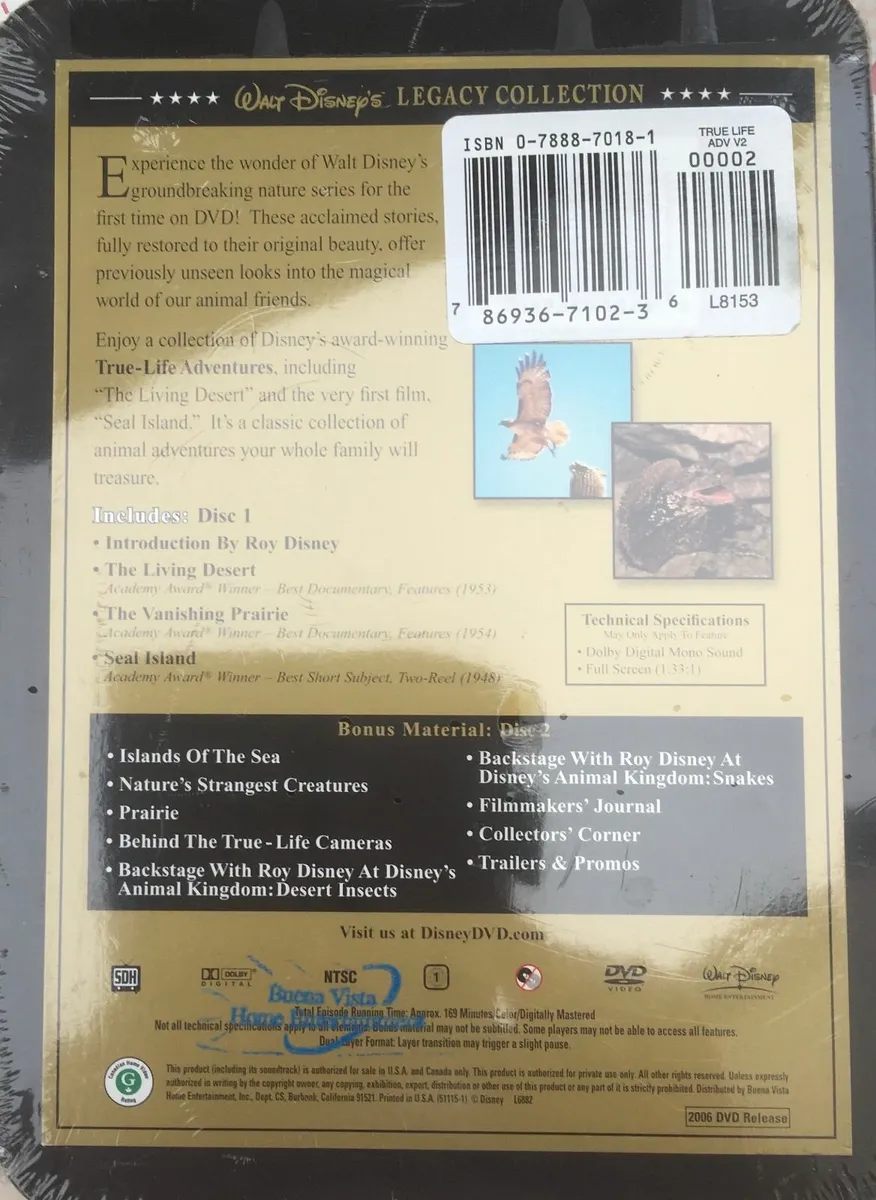 ★★★★ WALT DISNEY'S LEGACY COLLECTION ★★★★
ISBN 0-7888-7018-1
TRUE LIFE
ADV V2
00002
7 86936-7102-3 6
L8153
Experience the wonder of Walt Disney's
groundbreaking nature series for the
first time on DVD! These acclaimed stories,
fully restored to their original beauty, offer
previously unseen looks into the magical
world of our animal friends.
Enjoy a collection of Disney's award-winning
True-Life Adventures, including
"The Living Desert" and the very first film,
"Seal Island." It's a classic collection of
animal adventures your whole family will
treasure.
Includes: Disc 1
• Introduction By Roy Disney
• The Living Desert
Academy Award® Winner – Best Documentary, Features (1953)
• The Vanishing Prairie
Academy Award® Winner – Best Documentary, Features (1954)
• Seal Island
Academy Award® Winner – Best Short Subject, Two-Reel (1948)
Technical Specifications
May Only Apply To Feature
• Dolby Digital Mono Sound
• Full Screen (1.33:1)
Bonus Material: Disc 2
• Islands Of The Sea
• Nature's Strangest Creatures
• Prairie
• Behind The True-Life Cameras
• Backstage With Roy Disney At Disney's
Animal Kingdom: Desert Insects
• Backstage With Roy Disney At
Disney's Animal Kingdom: Snakes
• Filmmakers' Journal
• Collectors' Corner
• Trailers & Promos
Visit us at DisneyDVD.com
SDH
DOLBY
DIGITAL
NTSC
1
DVD
VIDEO
WALT DISNEY
HOME ENTERTAINMENT
Buena Vista
Home
Total Episode Running Time: Approx. 169 Minutes/Color/Digitally Mastered
Not all technical specifications apply to all elements. Bonus material may not be subtitled. Some players may not be able to access all features.
Dual-Layer Format: Layer transition may trigger a slight pause.
Canadian Home Video
G
Rating
This product (including its soundtrack) is authorized for sale in U.S.A. and Canada only. This product is authorized for private use only. All other rights reserved. Unless expressly
authorized in writing by the copyright owner, any copying, exhibition, export, distribution or other use of this product or any part of it is strictly prohibited. Distributed by Buena Vista
Home Entertainment, Inc., Dept. CS, Burbank, California 91521. Printed in U.S.A. (51115-1) © Disney L6882
2006 DVD Release